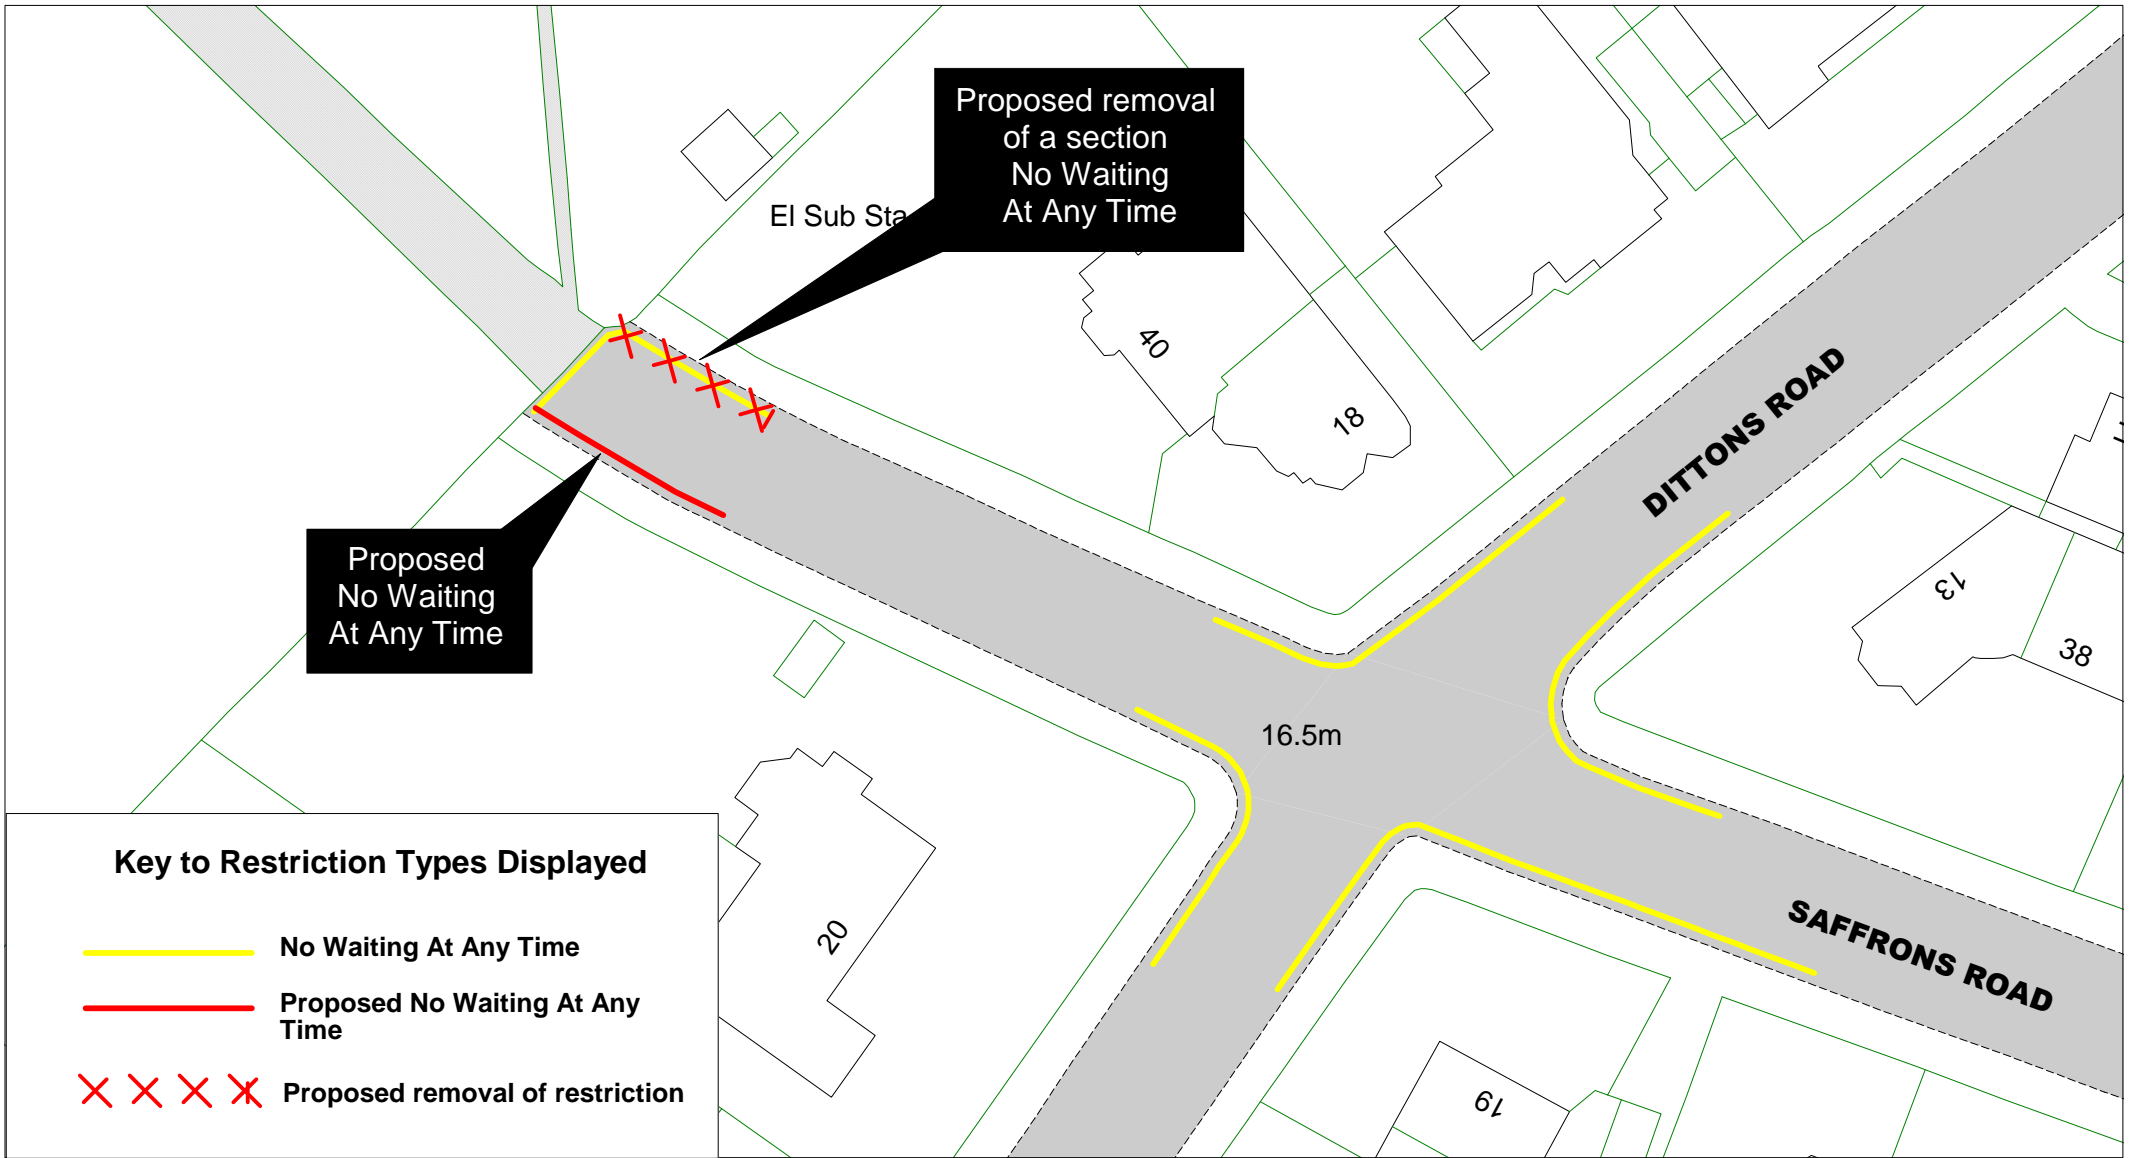 Proposed removal
of a section
No Waiting
At Any Time
El Sub Sta
40
18
DITTONS ROAD
Proposed
No Waiting
At Any Time
13
38
16.5m
Key to Restriction Types Displayed
No Waiting At Any Time
Proposed No Waiting At Any
Time
Proposed removal of restriction
20
SAFFRONS ROAD
19